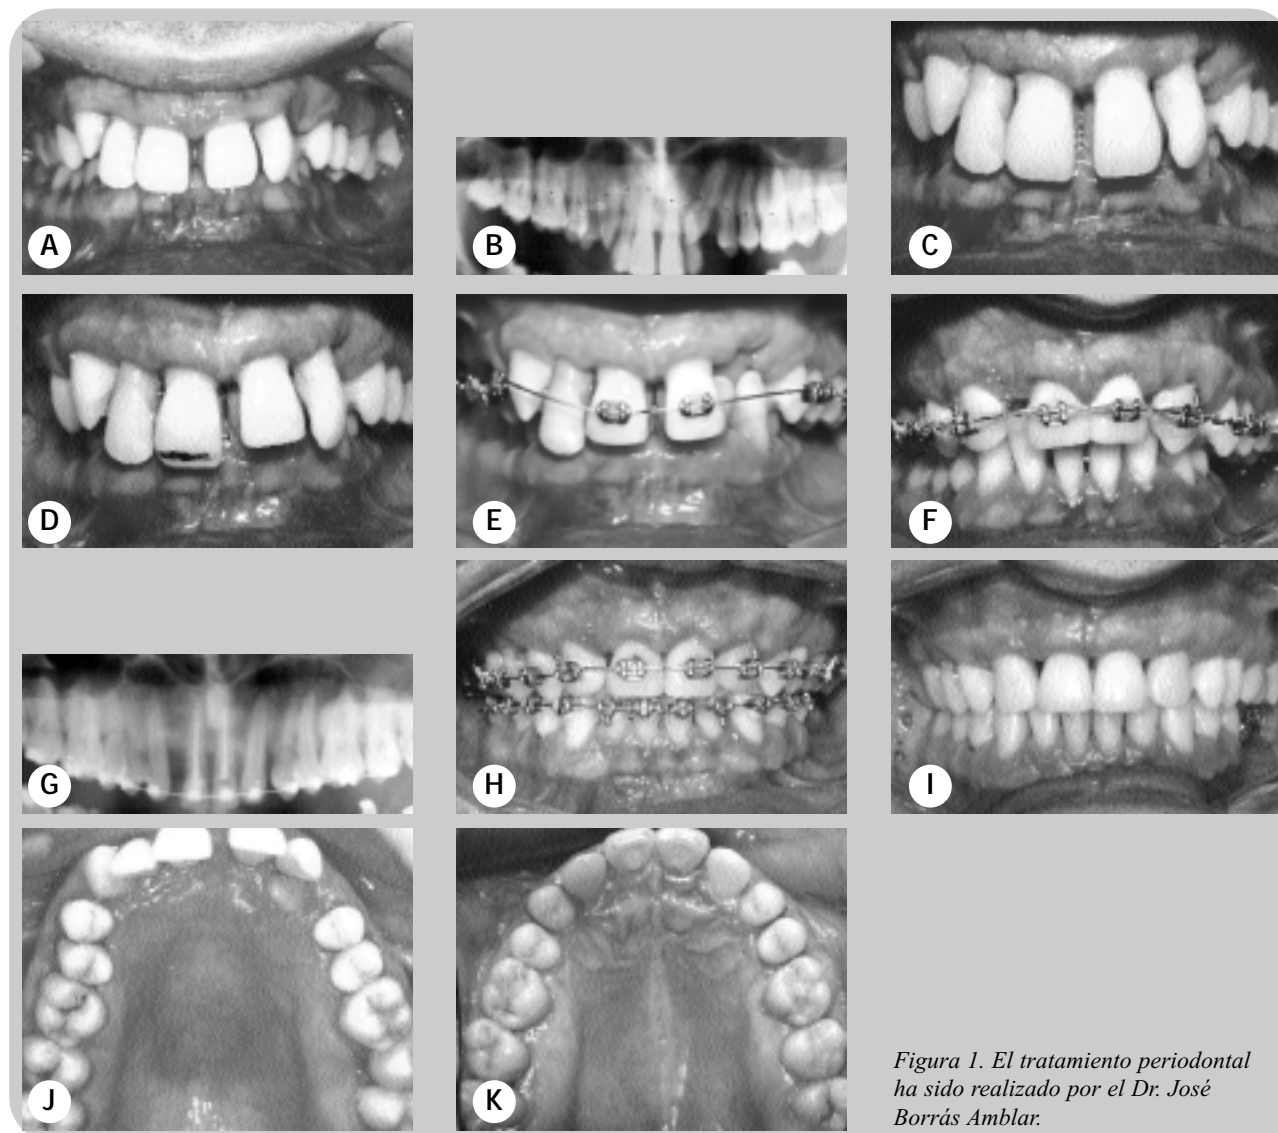 A
B
C
D
E
F
G
H
I
J
K
Figura 1. El tratamiento periodontal
ha sido realizado por el Dr. José
Borrás Amblar.